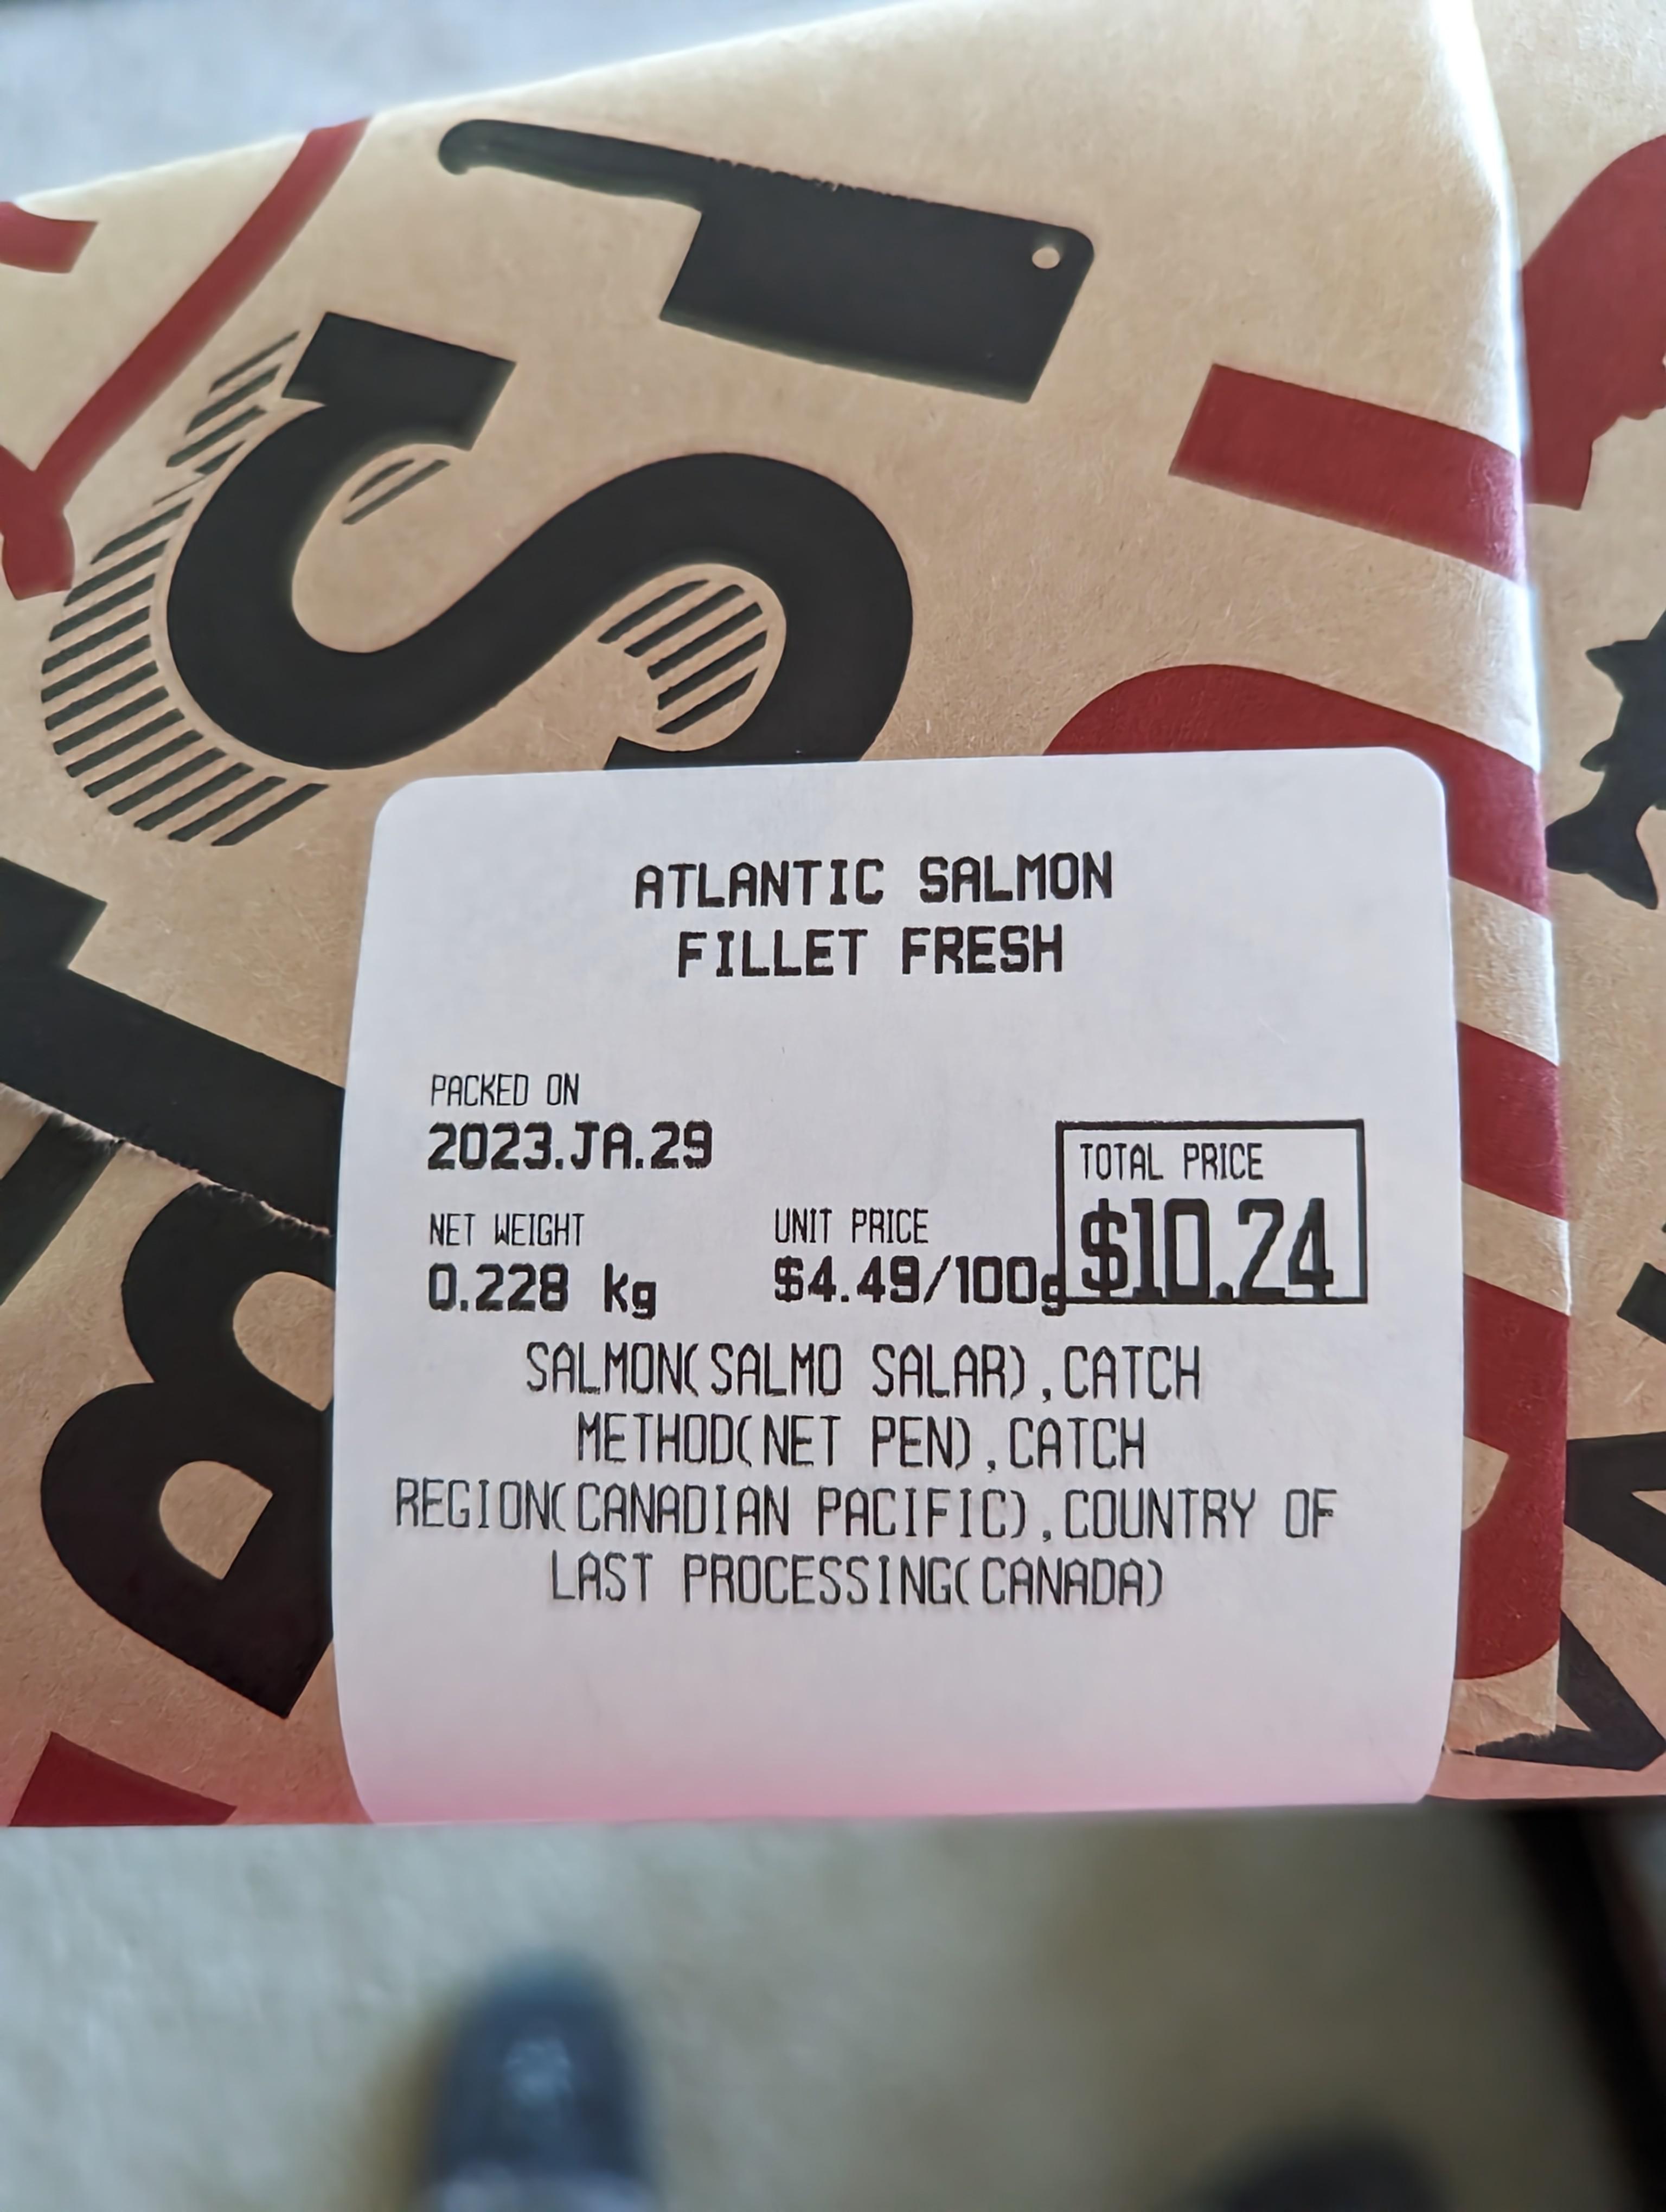 S
B
ATLANTIC SALMON
FILLET FRESH
PACKED ON
2023.JA.29
NET WEIGHT
0.228 kg
UNIT PRICE
$4.49/100g
TOTAL PRICE
$10.24
SALMON(SALMO SALAR),CATCH
METHOD(NET PEN),CATCH
REGION(CANADIAN PACIFIC),COUNTRY OF
LAST PROCESSING(CANADA)